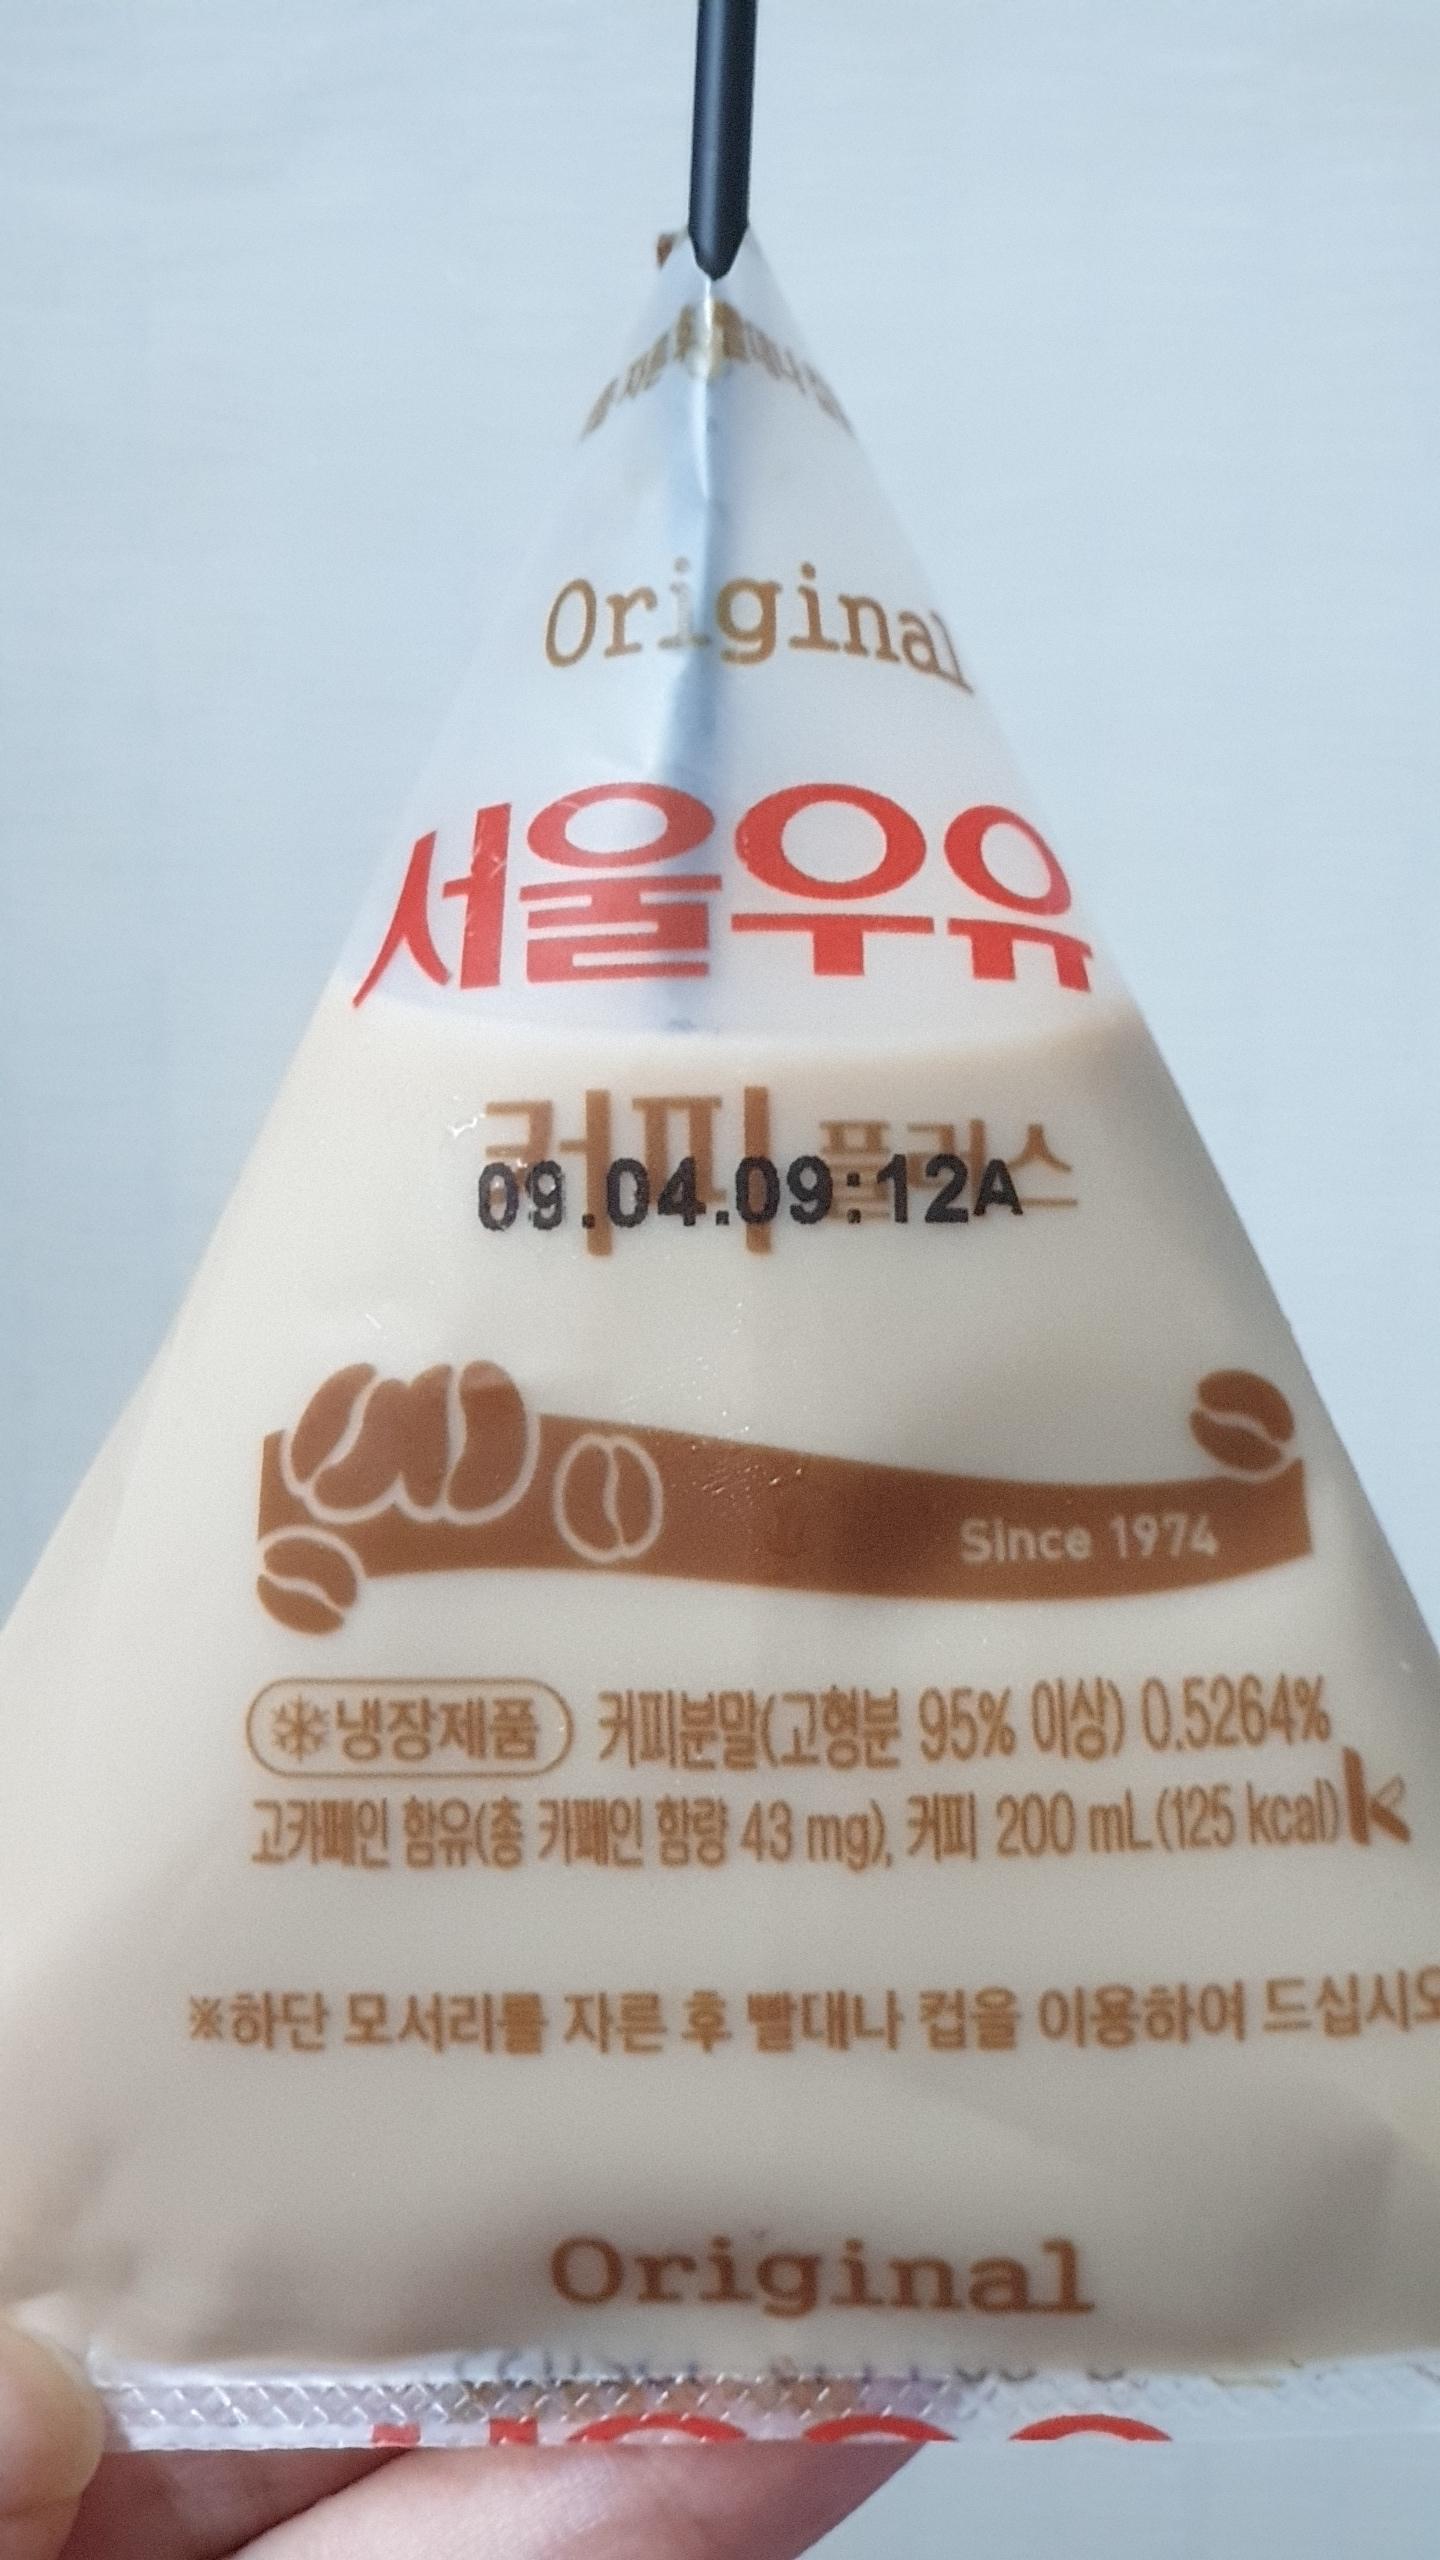 Original
서울우유
커피 플러스
09.04.09:12A
Since 1974
냉장제품 커피분말(고형분 95% 이상) 0.5264%
고카페인 함유(총 카페인 함량 43 mg), 커피 200 mL(125 kcal) k
※하단 모서리를 자른 후 빨대나 컵을 이용하여 드십시오
Original